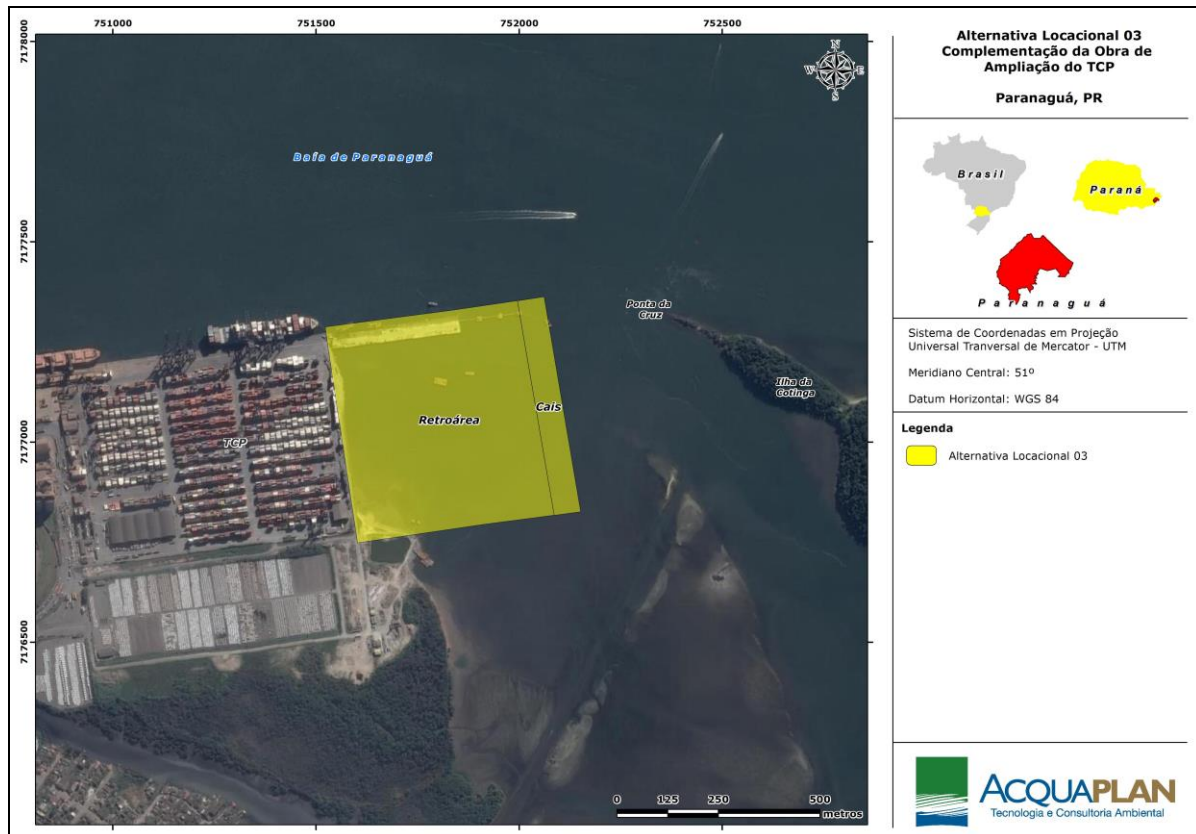 751000
751500
752000
752500
7178000
7177500
7177000
7176500
N
W
E
S
Baía de Paranaguá
Ponta da
Cruz
Ilha da
Cotinga
TCP
Retroárea
Cais
0
125
250
500
metros
Alternativa Locacional 03
Complementação da Obra de
Ampliação do TCP
Paranaguá, PR
Brasil
Paraná
Paranaguá
Sistema de Coordenadas em Projeção
Universal Tranversal de Mercator - UTM
Meridiano Central: 51º
Datum Horizontal: WGS 84
Legenda
Alternativa Locacional 03
ACQUAPLAN
Tecnologia e Consultoria Ambiental